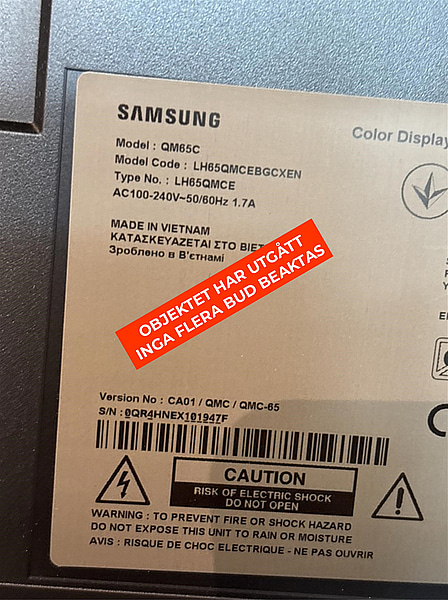 SAMSUNG
Color Display
Model : QM65C
Model Code : LH65QMCEBGCXEN
Type No. : LH65QMCE
AC100-240V~50/60Hz 1.7A
MADE IN VIETNAM
ΚΑΤΑΣΚΕΥΑΖΕΤΑΙ ΣΤΟ ΒΙΕΤ
Зроблено в В'єтнамі
OBJEKTET HAR UTGÅTT
INGA FLERA BUD BEAKTAS
Version No : CA01 / QMC / QMC-65
S/N : 0QR4HNEX101947F
CAUTION
RISK OF ELECTRIC SHOCK
DO NOT OPEN
WARNING : TO PREVENT FIRE OR SHOCK HAZARD
DO NOT EXPOSE THIS UNIT TO RAIN OR MOISTURE
AVIS : RISQUE DE CHOC ELECTRIQUE - NE PAS OUVRIR